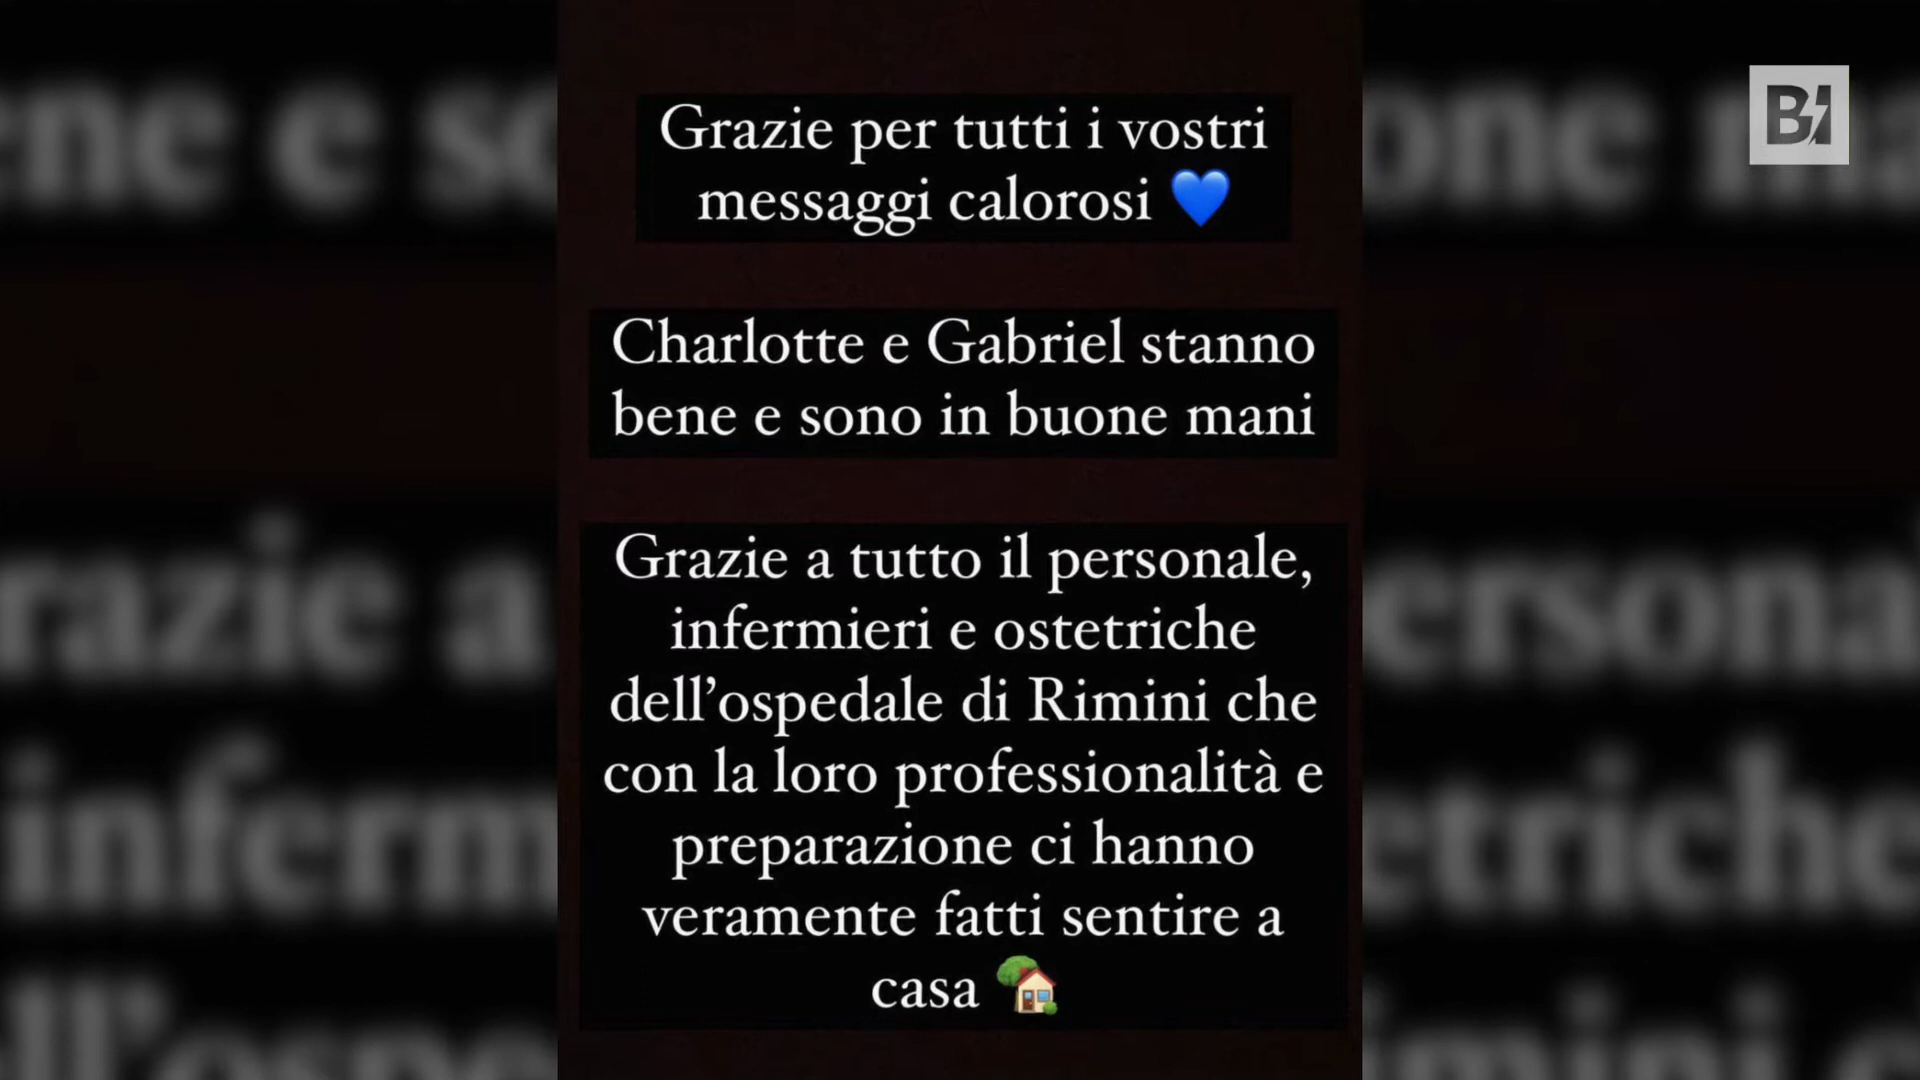 Grazie per tutti i vostri
messaggi calorosi 💙
Charlotte e Gabriel stanno
bene e sono in buone mani
Grazie a tutto il personale,
infermieri e ostetriche
dell’ospedale di Rimini che
con la loro professionalità e
preparazione ci hanno
veramente fatti sentire a
casa 🏡